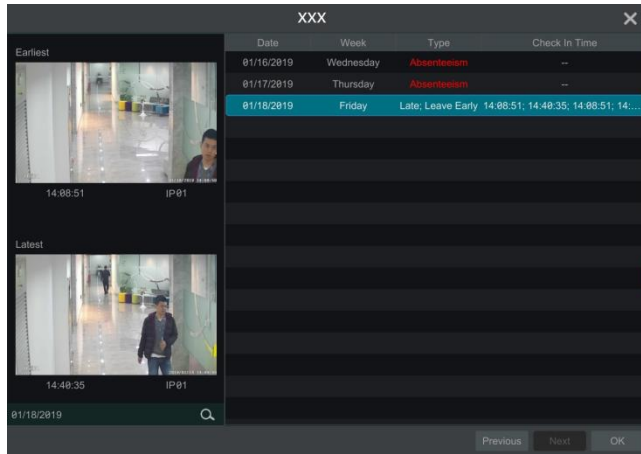 XXX
Earliest
14:08:51 IP01
Latest
14:40:35 IP01
01/18/2019
Date Week Type Check In Time
01/16/2019 Wednesday Absenteeism --
01/17/2019 Thursday Absenteeism --
01/18/2019 Friday Late; Leave Early 14:08:51; 14:40:35; 14:08:51; 14:...
Previous Next OK